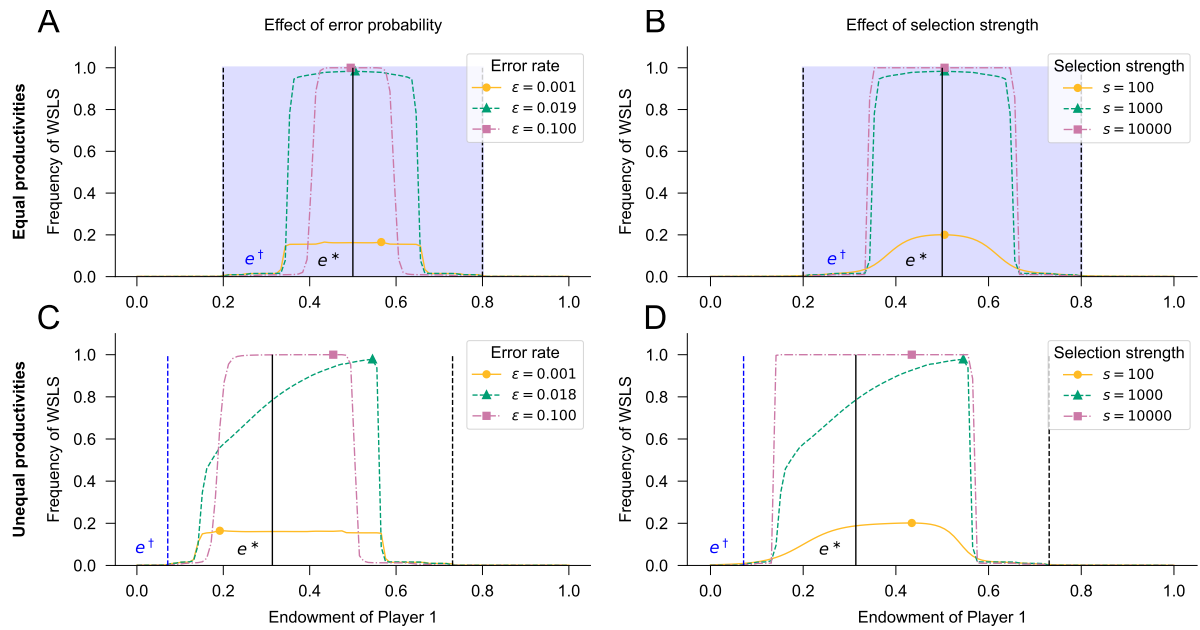 A
Effect of error probability
Equal productivities
Frequency of WSLS
1.0
0.8
0.6
0.4
0.2
0.0
Error rate
ε = 0.001
ε = 0.019
ε = 0.100
e†
e*
0.0 0.2 0.4 0.6 0.8 1.0
B
Effect of selection strength
Frequency of WSLS
1.0
0.8
0.6
0.4
0.2
0.0
Selection strength
s = 100
s = 1000
s = 10000
e†
e*
0.0 0.2 0.4 0.6 0.8 1.0
C
Unequal productivities
Frequency of WSLS
1.0
0.8
0.6
0.4
0.2
0.0
Error rate
ε = 0.001
ε = 0.018
ε = 0.100
e†
e*
0.0 0.2 0.4 0.6 0.8 1.0
Endowment of Player 1
D
Frequency of WSLS
1.0
0.8
0.6
0.4
0.2
0.0
Selection strength
s = 100
s = 1000
s = 10000
e†
e*
0.0 0.2 0.4 0.6 0.8 1.0
Endowment of Player 1